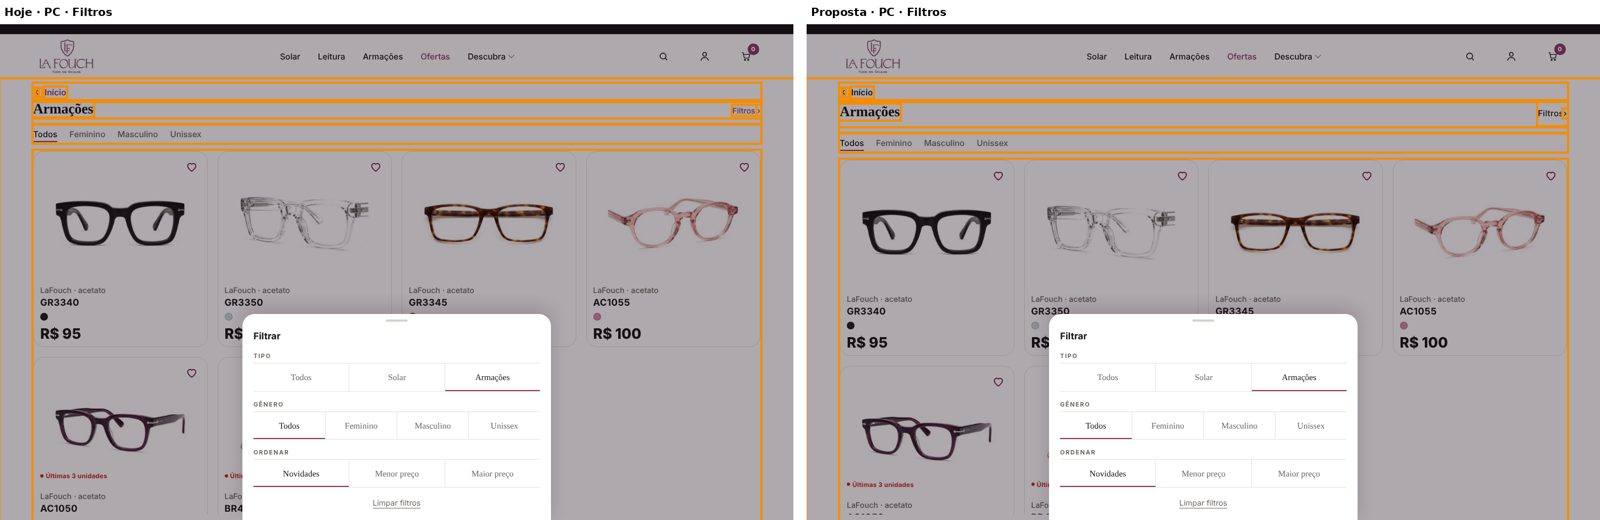 Hoje · PC · Filtros
LA FOUCH
Solar Leitura Armações Ofertas Descubra
0
Início
Armações
Filtros ›
Todos Feminino Masculino Unissex
LaFouch · acetato LaFouch · acetato LaFouch · acetato LaFouch · acetato
GR3340 GR3350 GR3345 AC1055
R$ 95 R$ R$ 100
Filtrar
TIPO
Todos Solar Armações
GÊNERO
Todos Feminino Masculino Unissex
ORDENAR
Novidades Menor preço Maior preço
Limpar filtros
Últimas 3 unidades
LaFouch · acetato LaFo
AC1050 BR4
Proposta · PC · Filtros
LA FOUCH
Solar Leitura Armações Ofertas Descubra
0
Início
Armações
Filtros›
Todos Feminino Masculino Unissex
LaFouch · acetato LaFouch · acetato LaFouch · acetato LaFouch · acetato
GR3340 GR3350 GR3345 AC1055
R$ 95 R$ R$ 100
Filtrar
TIPO
Todos Solar Armações
GÊNERO
Todos Feminino Masculino Unissex
ORDENAR
Novidades Menor preço Maior preço
Limpar filtros
Últimas 3 unidades
LaFouch · acetato LaFo